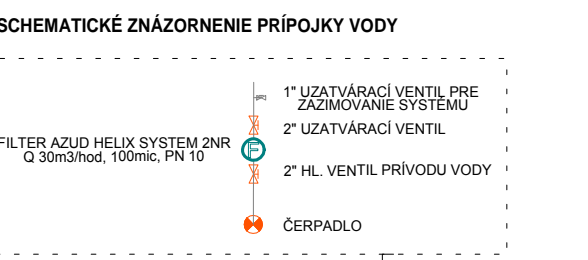 SCHEMATICKÉ ZNÁZORNENIE PRÍPOJKY VODY
1" UZATVÁRACÍ VENTIL PRE
ZAZIMOVANIE SYSTÉMU
2" UZATVÁRACÍ VENTIL
FILTER AZUD HELIX SYSTEM 2NR
Q 30m3/hod, 100mic, PN 10
F
2" HL. VENTIL PRÍVODU VODY
ČERPADLO